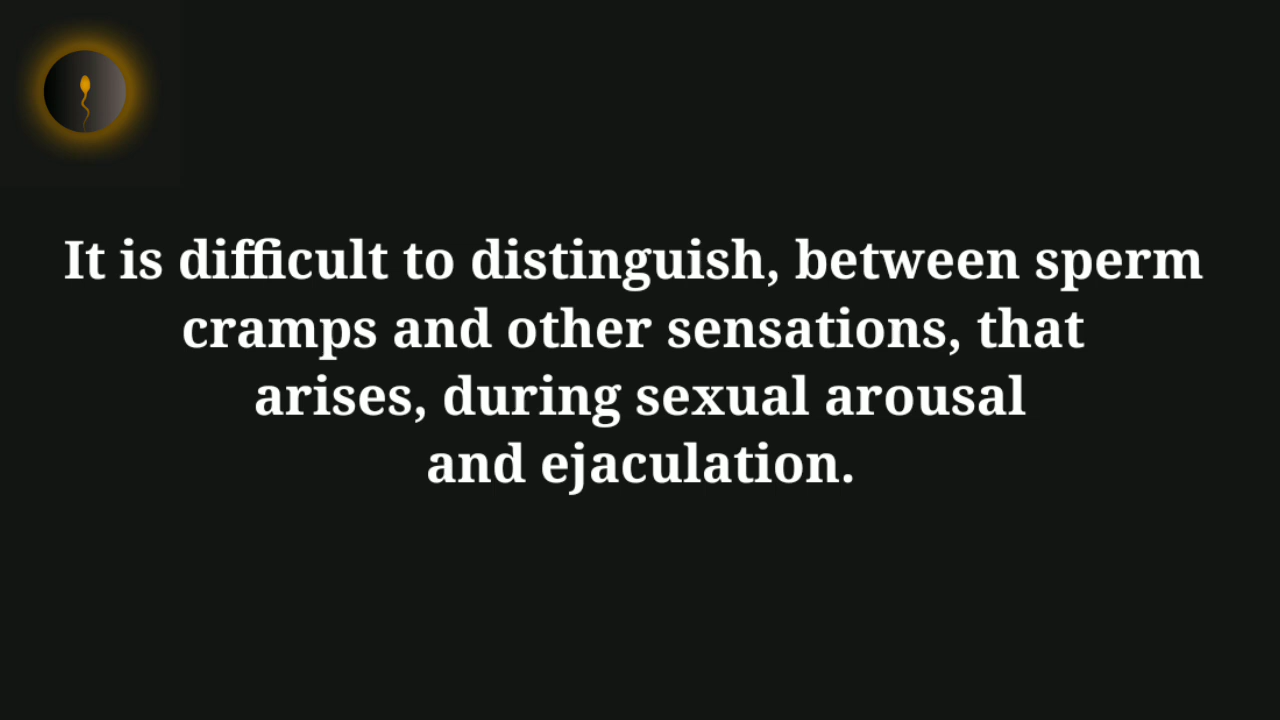 It is difficult to distinguish, between sperm
cramps and other sensations, that
arises, during sexual arousal
and ejaculation.